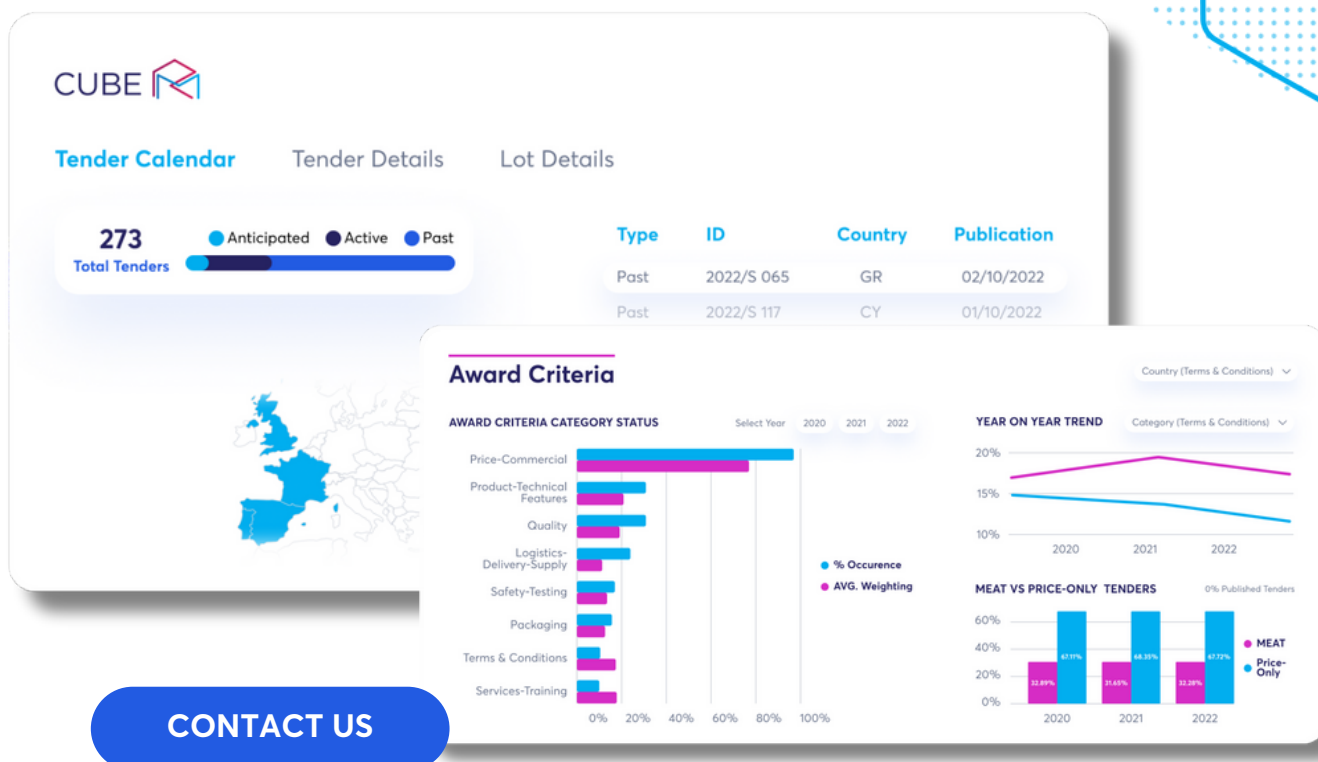 CUBE
Tender Calendar Tender Details Lot Details
273
Total Tenders
Anticipated Active Past
Type ID Country Publication
Past 2022/S 065 GR 02/10/2022
Past 2022/S 117 CY 01/10/2022
Award Criteria
Country (Terms & Conditions)
AWARD CRITERIA CATEGORY STATUS
Select Year 2020 2021 2022
Price-Commercial
Product-Technical
Features
Quality
Logistics-
Delivery-Supply
Safety-Testing
Packaging
Terms & Conditions
Services-Training
0% 20% 40% 60% 80% 100%
% Occurence
AVG. Weighting
YEAR ON YEAR TREND
Category (Terms & Conditions)
20%
15%
10%
2020 2021 2022
MEAT VS PRICE-ONLY TENDERS
0% Published Tenders
60%
40%
20%
0%
32.89% 67.11% 31.65% 68.35% 32.28% 67.72%
2020 2021 2022
MEAT
Price-
Only
CONTACT US